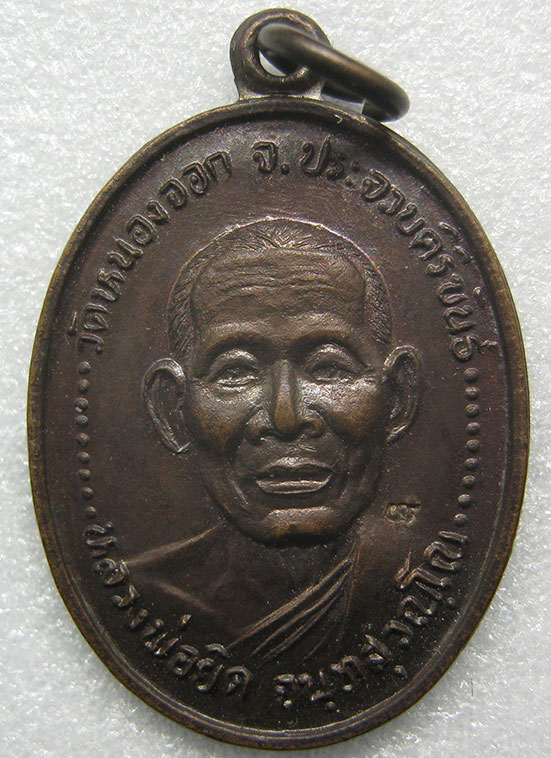 วัดหนองจอก จ.ประจวบคีรีขันธ์
หลวงพ่อยิด จนฺทสุวณฺโณ